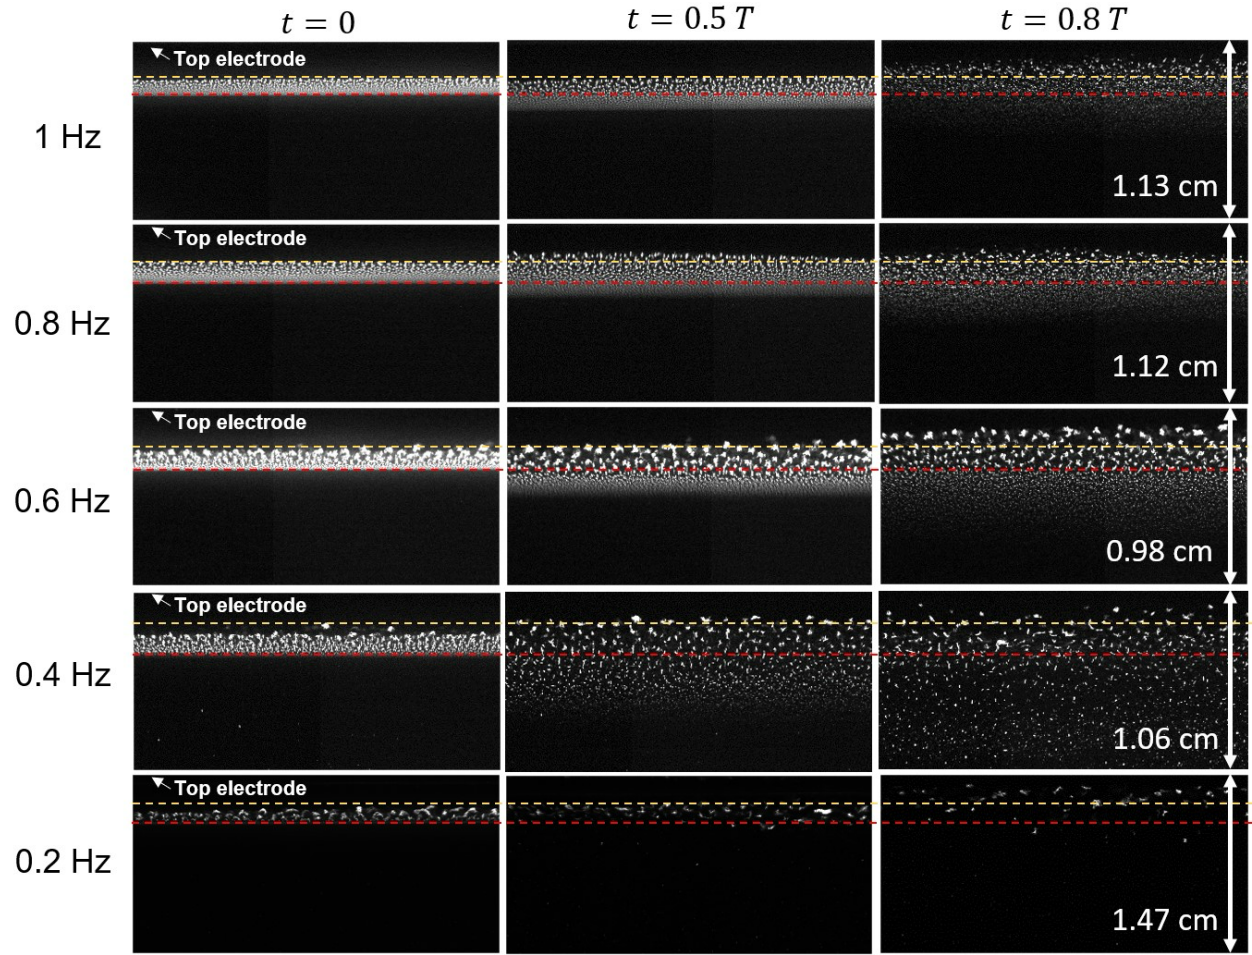 t = 0
t = 0.5 T
t = 0.8 T
1 Hz
Top electrode
1.13 cm
0.8 Hz
Top electrode
1.12 cm
0.6 Hz
Top electrode
0.98 cm
0.4 Hz
Top electrode
1.06 cm
0.2 Hz
Top electrode
1.47 cm